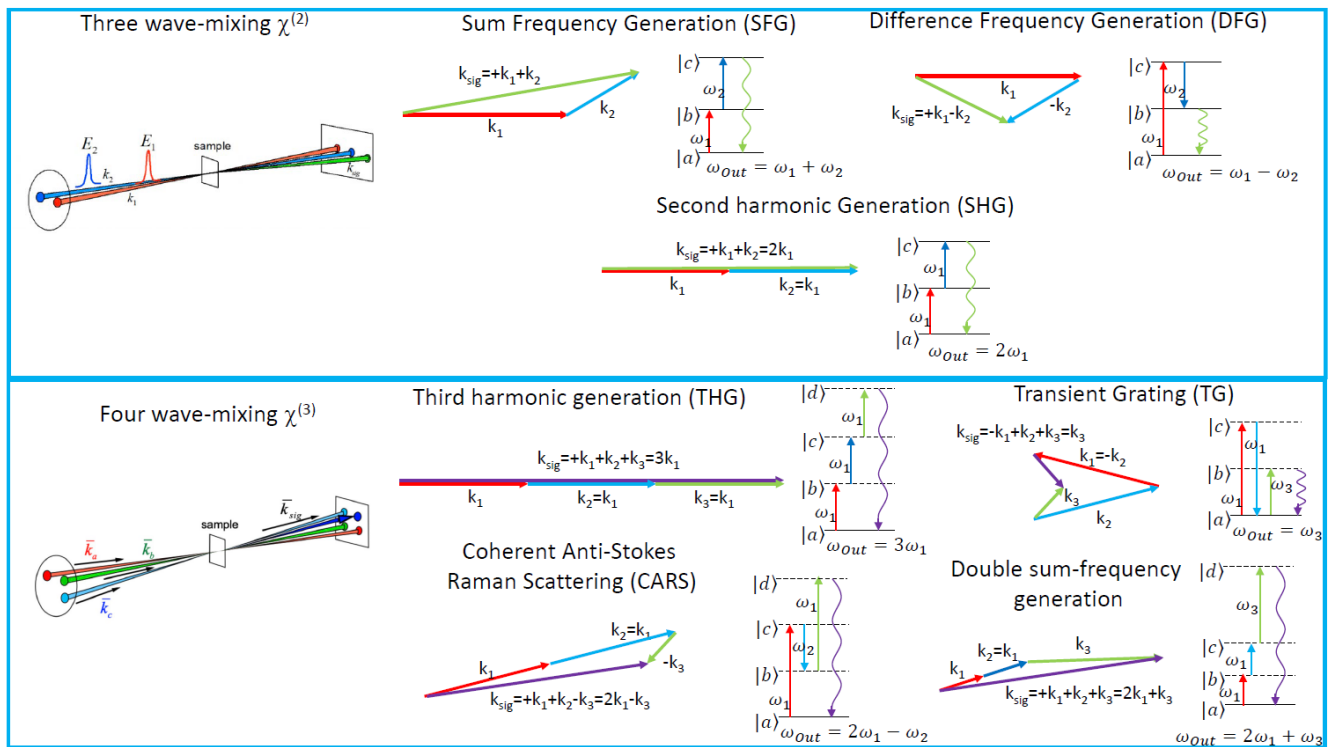 Three wave-mixing χ(2)
E2
E1
k2
k1
sample
ksig
Sum Frequency Generation (SFG)
ksig=+k1+k2
k1
k2
|c⟩
ω2
|b⟩
ω1
|a⟩
ωOut = ω1 + ω2
Difference Frequency Generation (DFG)
k1
ksig=+k1-k2
-k2
|c⟩
ω2
|b⟩
ω1
|a⟩
ωOut = ω1 − ω2
Second harmonic Generation (SHG)
ksig=+k1+k2=2k1
k1
k2=k1
|c⟩
ω1
|b⟩
ω1
|a⟩
ωOut = 2ω1
Four wave-mixing χ(3)
k̄a
k̄b
k̄c
sample
k̄sig
Third harmonic generation (THG)
ksig=+k1+k2+k3=3k1
k1
k2=k1
k3=k1
|d⟩
ω1
|c⟩
ω1
|b⟩
ω1
|a⟩
ωOut = 3ω1
Transient Grating (TG)
ksig=-k1+k2+k3=k3
k1=-k2
k3
k2
|c⟩
ω1
|b⟩
ω1
ω3
|a⟩
ωOut = ω3
Coherent Anti-Stokes
Raman Scattering (CARS)
k2=k1
k1
-k3
ksig=+k1+k2-k3=2k1-k3
|d⟩
ω1
|c⟩
ω2
|b⟩
ω1
|a⟩
ωOut = 2ω1 − ω2
Double sum-frequency
generation
k2=k1
k3
k1
ksig=+k1+k2+k3=2k1+k3
|d⟩
ω3
|c⟩
ω1
|b⟩
ω1
|a⟩
ωOut = 2ω1 + ω3